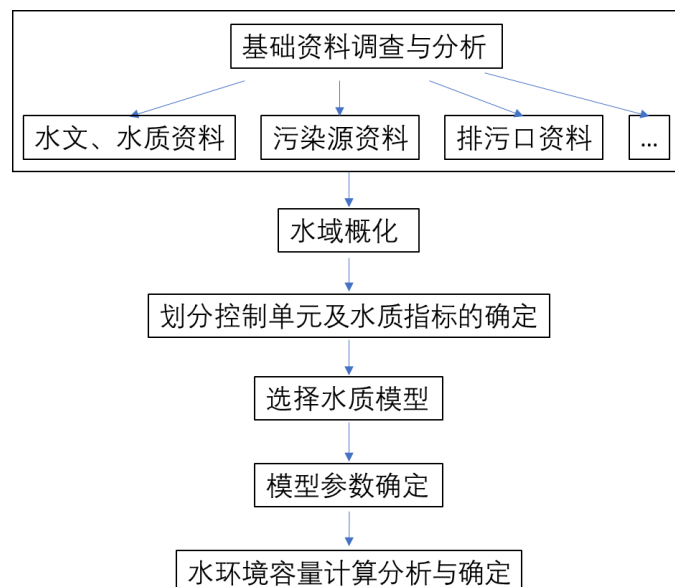 基础资料调查与分析
水文、水质资料
污染源资料
排污口资料
...
水域概化
划分控制单元及水质指标的确定
选择水质模型
模型参数确定
水环境容量计算分析与确定